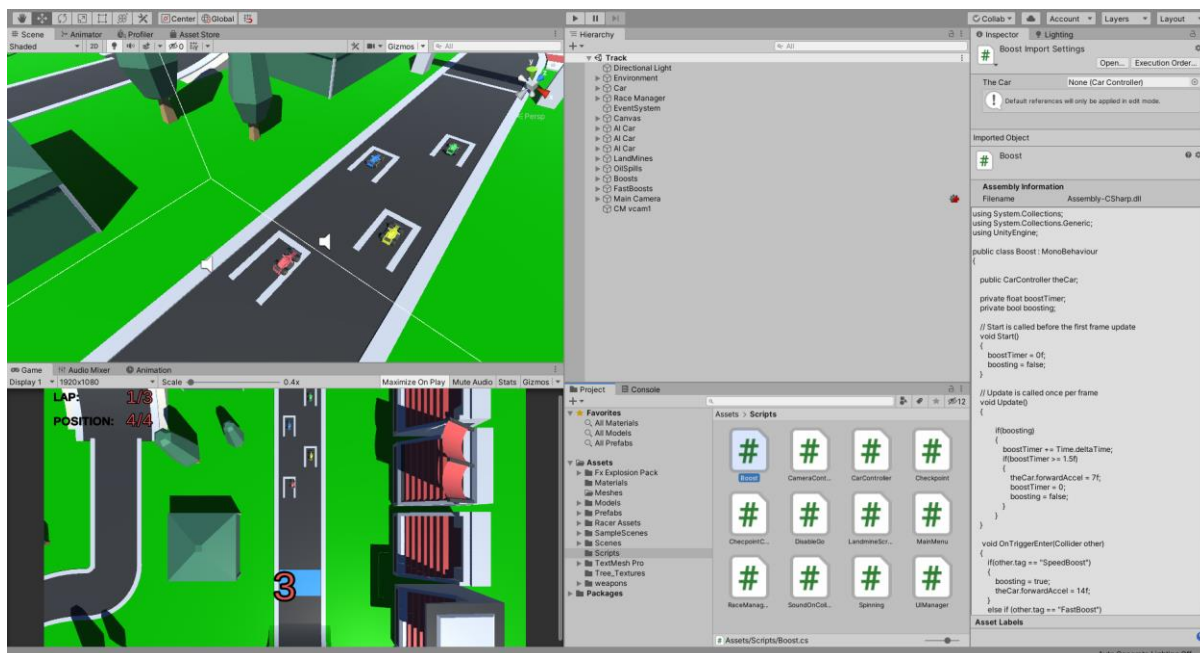 Center Global
Collab Account Layers Layout
Scene Animator Profiler Asset Store
Shaded 2D 0 Gizmos All
Persp
Game Audio Mixer Animation
Display 1 1920x1080 Scale 0.4x Maximize On Play Mute Audio Stats Gizmos
LAP: 1/3
POSITION: 4/4
3
Hierarchy
+ All
Track
Directional Light
Environment
Car
Race Manager
EventSystem
Canvas
AI Car
AI Car
AI Car
LandMines
OilSpills
Boosts
FastBoosts
Main Camera
CM vcam1
Project Console
+ 12
Favorites
All Materials
All Models
All Prefabs
Assets
Fx Explosion Pack
Materials
Meshes
Models
Prefabs
Racer Assets
SampleScenes
Scenes
Scripts
TextMesh Pro
Tree_Textures
weapons
Packages
Assets > Scripts
# # # #
Boost CameraCont... CarController Checkpoint
# # # #
ChecpointC... DisableGo LandmineScr... MainMenu
# # # #
RaceManag... SoundOnColl... Spinning UIManager
Assets/Scripts/Boost.cs
Inspector Lighting
# Boost Import Settings
Open... Execution Order...
The Car None (Car Controller)
! Default references will only be applied in edit mode.
Imported Object
# Boost
Assembly Information
Filename Assembly-CSharp.dll
using System.Collections;
using System.Collections.Generic;
using UnityEngine;
public class Boost : MonoBehaviour
{
public CarController theCar;
private float boostTimer;
private bool boosting;
// Start is called before the first frame update
void Start()
{
boostTimer = 0f;
boosting = false;
}
// Update is called once per frame
void Update()
{
if(boosting)
{
boostTimer += Time.deltaTime;
if(boostTimer >= 1.5f)
{
theCar.forwardAccel = 7f;
boostTimer = 0;
boosting = false;
}
}
}
void OnTriggerEnter(Collider other)
{
if(other.tag == "SpeedBoost")
{
boosting = true;
theCar.forwardAccel = 14f;
}
else if (other.tag == "FastBoost")
Asset Labels